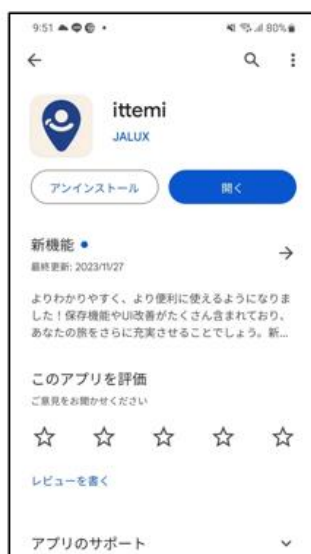 9:51
80%
ittemi
JALUX
アンインストール
開く
新機能
最終更新: 2023/11/27
よりわかりやすく、より便利に使えるようになりま
した！保存機能やUI改善がたくさん含まれており、
あなたの旅をさらに充実させることでしょう。新...
このアプリを評価
ご意見をお聞かせください
レビューを書く
アプリのサポート